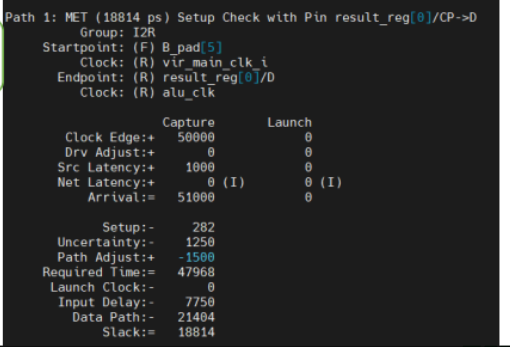 Path 1: MET (18814 ps) Setup Check with Pin result_reg[0]/CP->D
Group: I2R
Startpoint: (F) B_pad[5]
Clock: (R) vir_main_clk_i
Endpoint: (R) result_reg[0]/D
Clock: (R) alu_clk
Capture Launch
Clock Edge:+ 50000 0
Drv Adjust:+ 0 0
Src Latency:+ 1000 0
Net Latency:+ 0 (I) 0 (I)
Arrival:= 51000 0
Setup:- 282
Uncertainty:- 1250
Path Adjust:+ -1500
Required Time:= 47968
Launch Clock:- 0
Input Delay:- 7750
Data Path:- 21404
Slack:= 18814